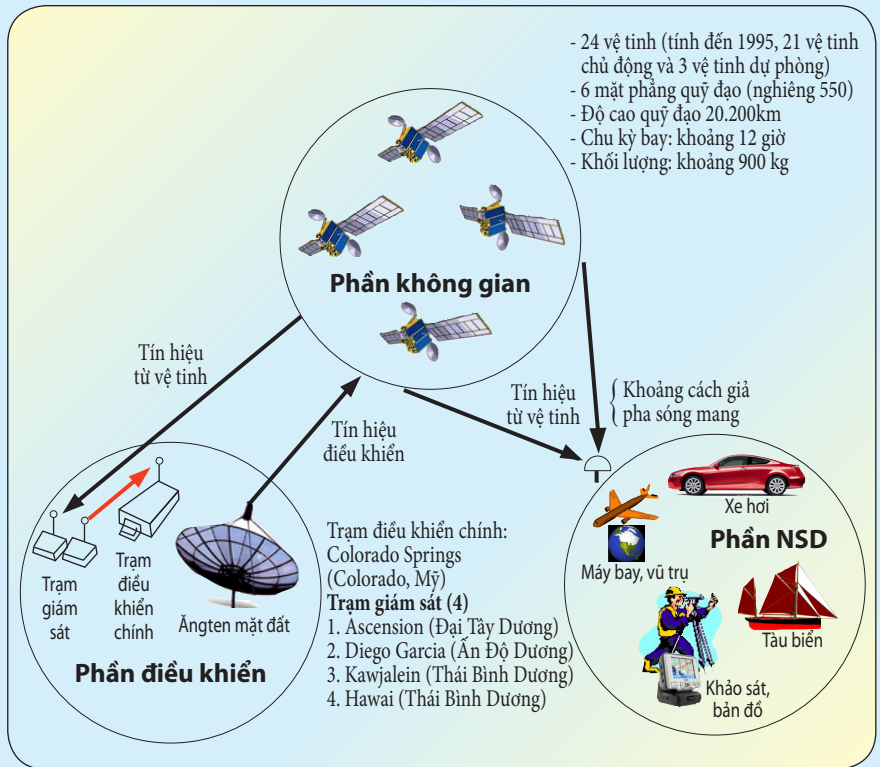 - 24 vệ tinh (tính đến 1995, 21 vệ tinh
chủ động và 3 vệ tinh dự phòng)
- 6 mặt phẳng quỹ đạo (nghiêng 550)
- Độ cao quỹ đạo 20.200km
- Chu kỳ bay: khoảng 12 giờ
- Khối lượng: khoảng 900 kg
Phần không gian
Tín hiệu
từ vệ tinh
Tín hiệu
điều khiển
Tín hiệu
từ vệ tinh
Khoảng cách giả
pha sóng mang
Trạm
giám
sát
Trạm
điều
khiển
chính
Ăngten mặt đất
Phần điều khiển
Trạm điều khiển chính:
Colorado Springs
(Colorado, Mỹ)
Trạm giám sát (4)
1. Ascension (Đại Tây Dương)
2. Diego Garcia (Ấn Độ Dương)
3. Kawjalein (Thái Bình Dương)
4. Hawai (Thái Bình Dương)
Xe hơi
Phần NSD
Máy bay, vũ trụ
Tàu biển
Khảo sát,
bản đồ